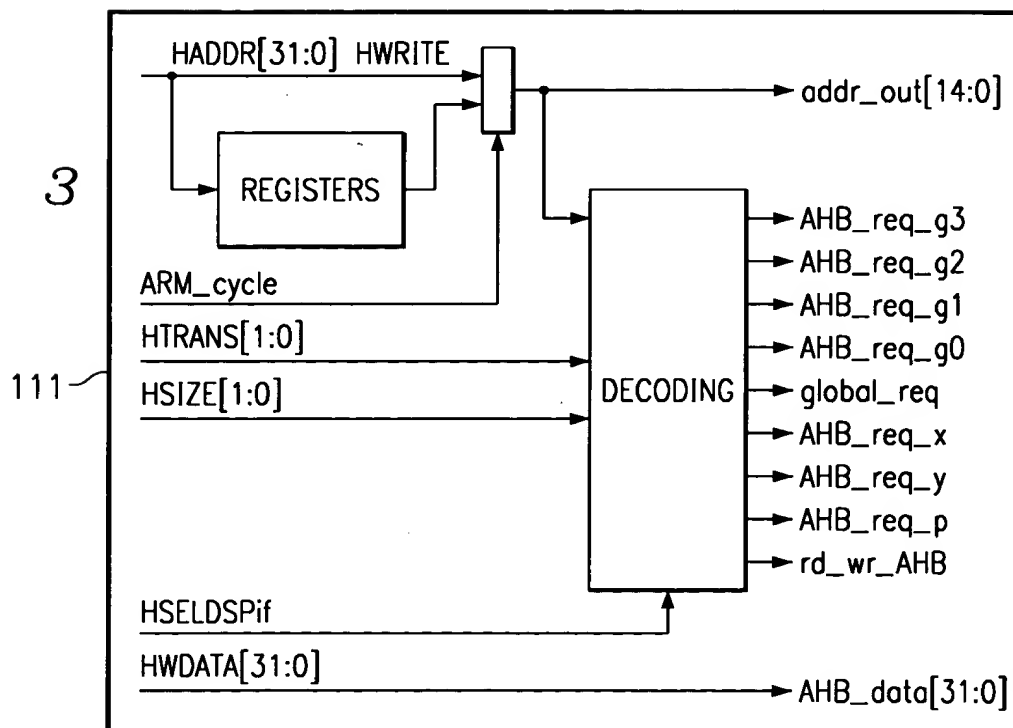 HADDR[31:0] HWRITE
addr_out[14:0]
3
REGISTERS
AHB_req_g3
AHB_req_g2
ARM_cycle
AHB_req_g1
HTRANS[1:0]
AHB_req_g0
111
DECODING
global_req
HSIZE[1:0]
AHB_req_x
AHB_req_y
AHB_req_p
rd_wr_AHB
HSELDSPif
HWDATA[31:0]
AHB_data[31:0]